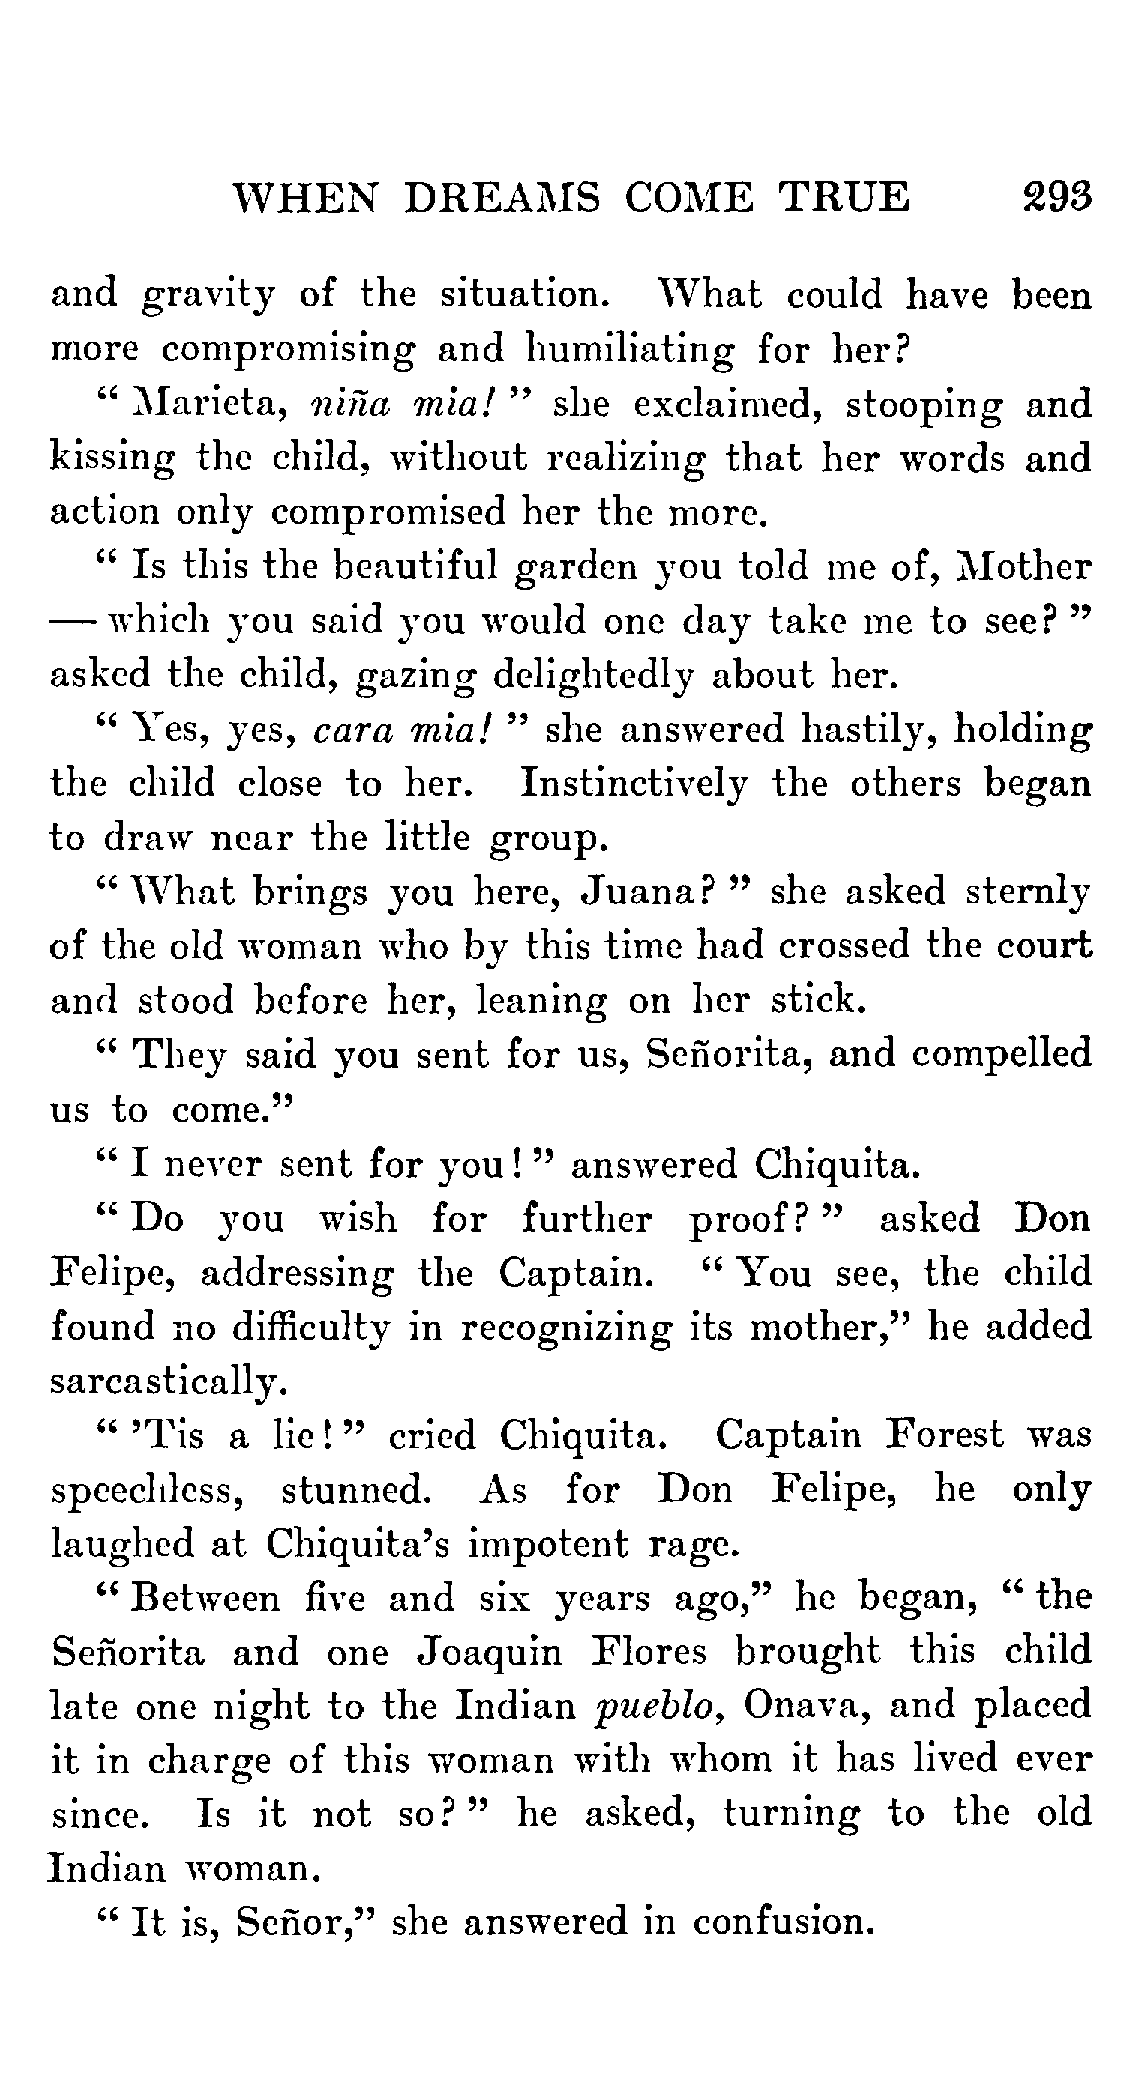 WHEN DREAMS COME TRUE 293
and gravity of the situation. What could have been
more compromising and humiliating for her?
“ Marieta, niña mia! ” she exclaimed, stooping and
kissing the child, without realizing that her words and
action only compromised her the more.
“ Is this the beautiful garden you told me of, Mother
— which you said you would one day take me to see? ”
asked the child, gazing delightedly about her.
“ Yes, yes, cara mia! ” she answered hastily, holding
the child close to her. Instinctively the others began
to draw near the little group.
“ What brings you here, Juana? ” she asked sternly
of the old woman who by this time had crossed the court
and stood before her, leaning on her stick.
“ They said you sent for us, Señorita, and compelled
us to come.”
“ I never sent for you! ” answered Chiquita.
“ Do you wish for further proof? ” asked Don
Felipe, addressing the Captain. “ You see, the child
found no difficulty in recognizing its mother,” he added
sarcastically.
“ ’Tis a lie! ” cried Chiquita. Captain Forest was
speechless, stunned. As for Don Felipe, he only
laughed at Chiquita’s impotent rage.
“ Between five and six years ago,” he began, “ the
Señorita and one Joaquin Flores brought this child
late one night to the Indian pueblo, Onava, and placed
it in charge of this woman with whom it has lived ever
since. Is it not so? ” he asked, turning to the old
Indian woman.
“ It is, Señor,” she answered in confusion.